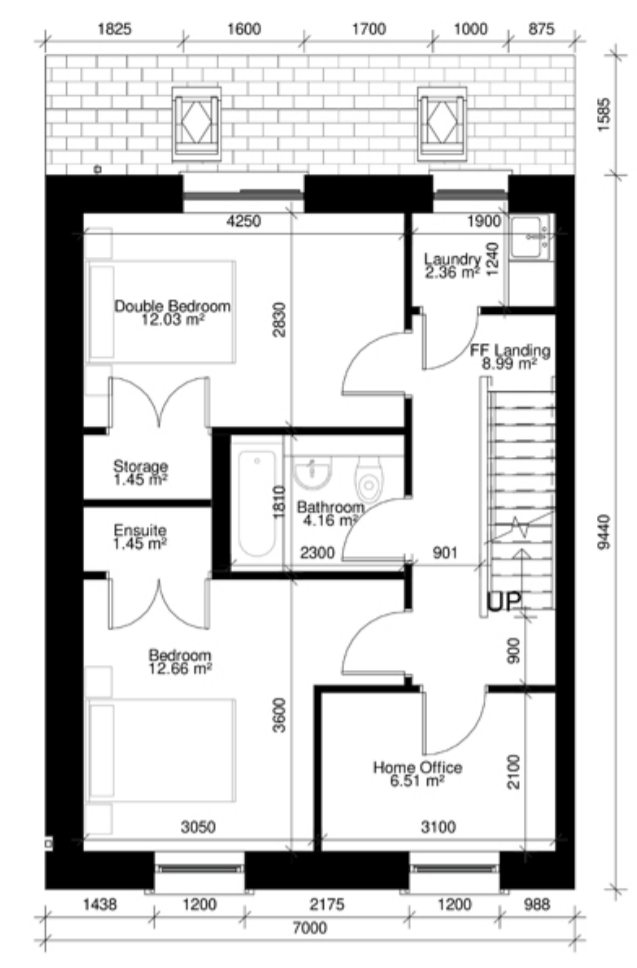 1825 1600 1700 1000 875
1585
4250 1900
Laundry
2.36 m²
1240
Double Bedroom
12.03 m²
2830
FF Landing
8.99 m²
Storage
1.45 m²
1810
Bathroom
4.16 m²
Ensuite
1.45 m²
2300 901
9440
UP
900
Bedroom
12.66 m²
3600
Home Office
6.51 m²
2100
3050 3100
1438 1200 2175 1200 988
7000